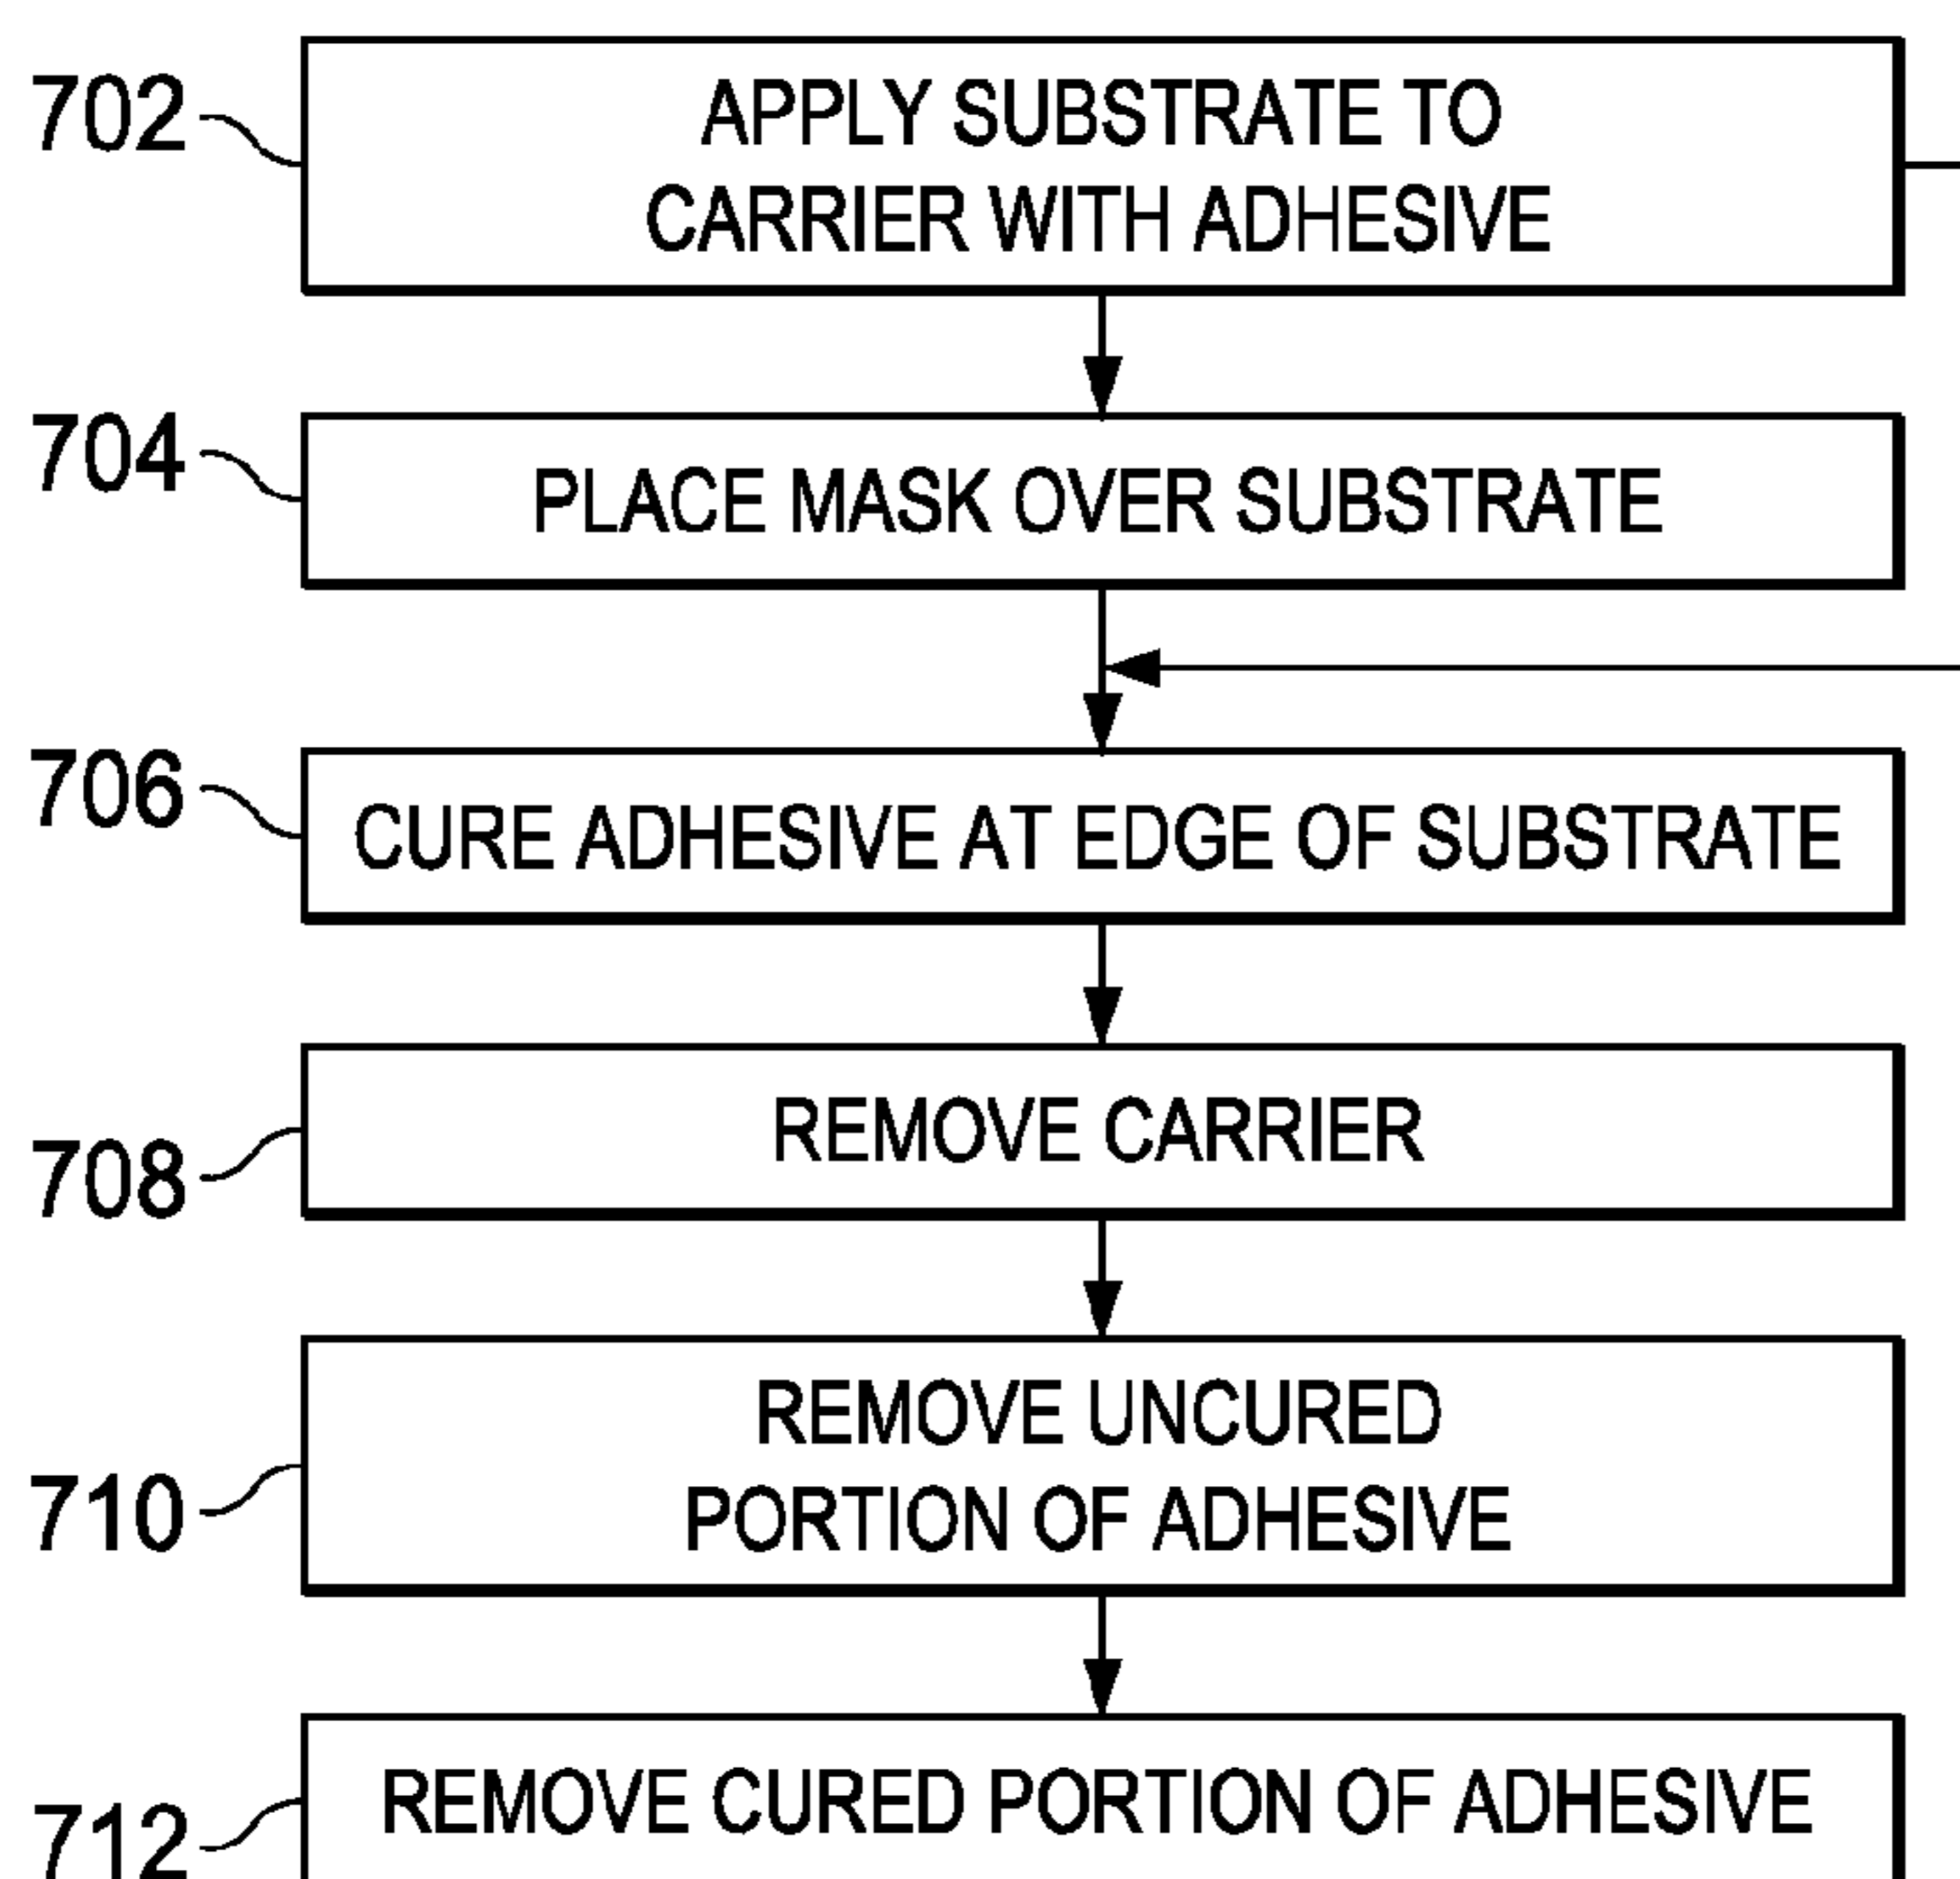 702
APPLY SUBSTRATE TO
CARRIER WITH ADHESIVE
704
PLACE MASK OVER SUBSTRATE
706
CURE ADHESIVE AT EDGE OF SUBSTRATE
708
REMOVE CARRIER
710
REMOVE UNCURED
PORTION OF ADHESIVE
712
REMOVE CURED PORTION OF ADHESIVE